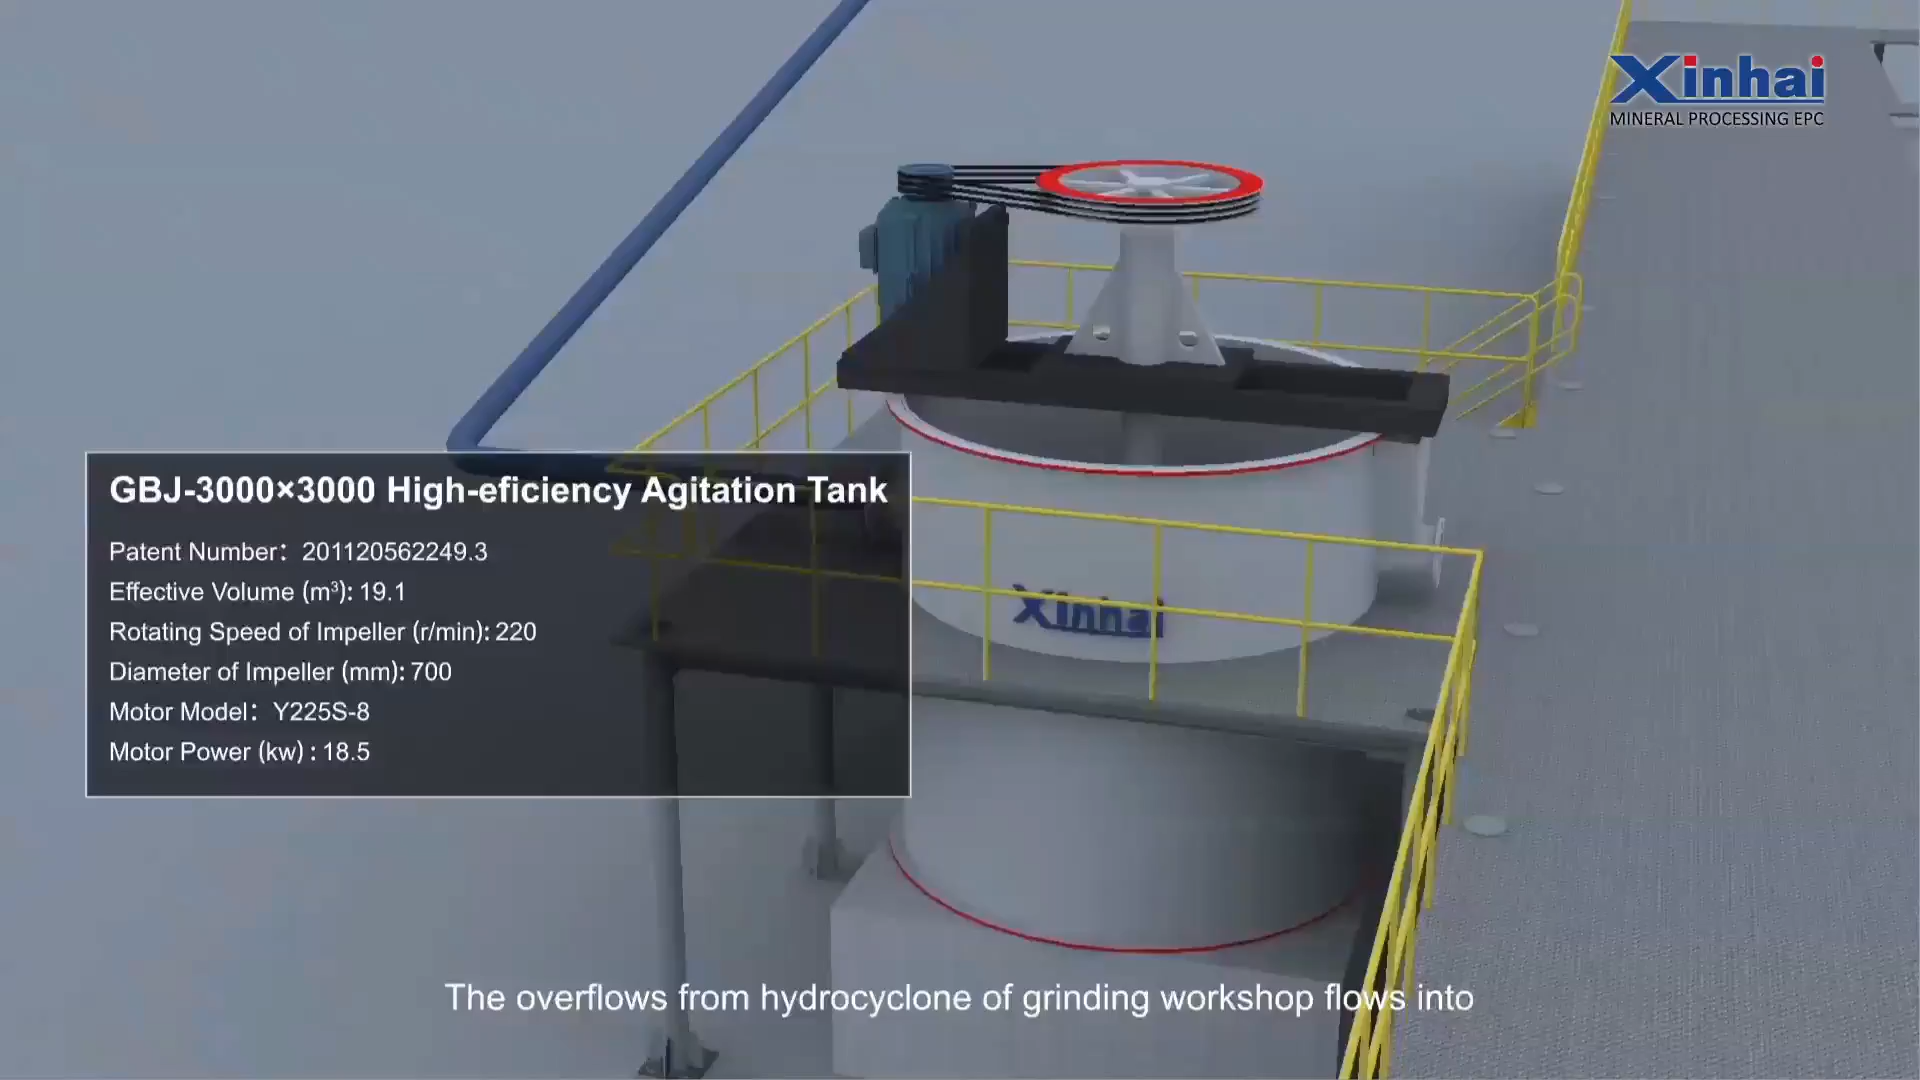 Xinhai
MINERAL PROCESSING EPC
GBJ-3000×3000 High-eficiency Agitation Tank
Patent Number：201120562249.3
Effective Volume (m³): 19.1
Rotating Speed of Impeller (r/min): 220
Diameter of Impeller (mm): 700
Motor Model：Y225S-8
Motor Power (kw) : 18.5
Xinhai
The overflows from hydrocyclone of grinding workshop flows into